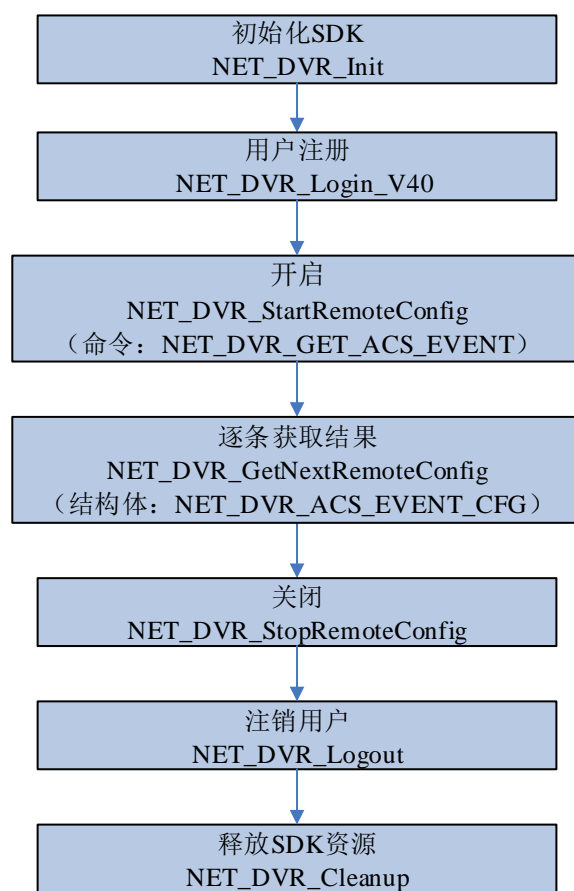 初始化SDK
NET_DVR_Init
用户注册
NET_DVR_Login_V40
开启
NET_DVR_StartRemoteConfig
（命令：NET_DVR_GET_ACS_EVENT）
逐条获取结果
NET_DVR_GetNextRemoteConfig
（结构体：NET_DVR_ACS_EVENT_CFG）
关闭
NET_DVR_StopRemoteConfig
注销用户
NET_DVR_Logout
释放SDK资源
NET_DVR_Cleanup